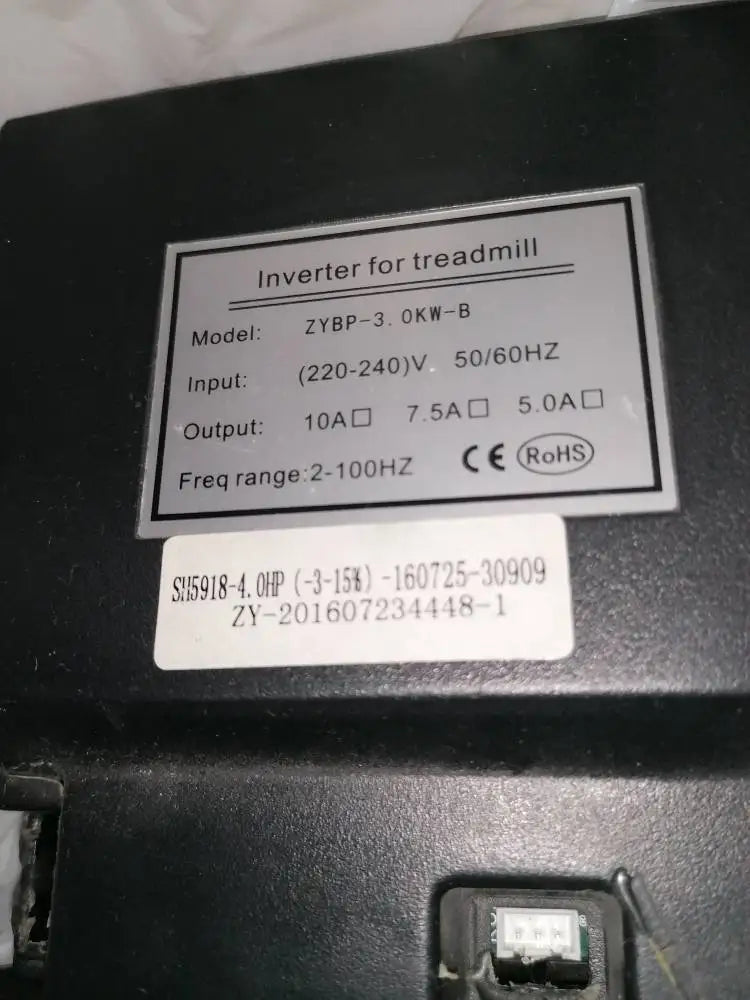 Inverter for treadmill
Model: ZYBP-3.0KW-B
Input: (220-240)V. 50/60HZ
Output: 10A□ 7.5A□ 5.0A□
Freq range:2-100HZ CE RoHS
SH5918-4.0HP(-3-15%)-160725-30909
ZY-201607234448-1